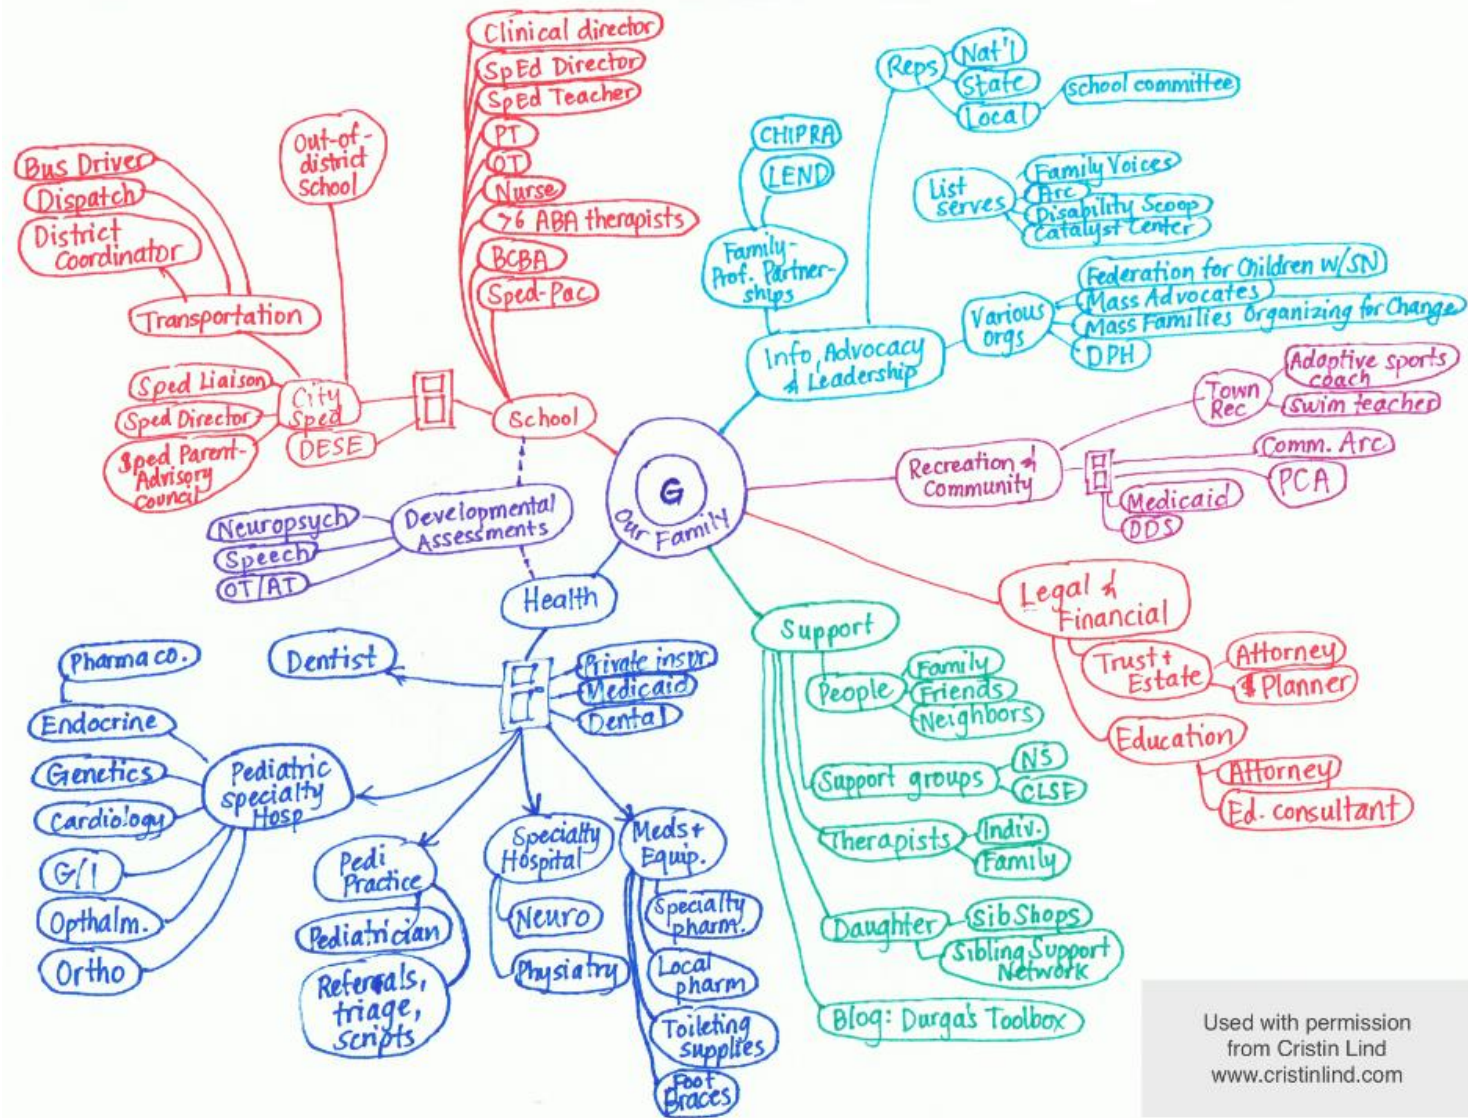 Clinical director
SpEd Director
SpEd Teacher
PT
OT
Nurse
>6 ABA therapists
BCBA
Sped-Pac
School
Out-of-
district
School
Bus Driver
Dispatch
District
Coordinator
Transportation
Sped Liaison
Sped Director
Sped Parent-
Advisory
Council
City
Sped
DESE
Reps
Nat'l
State
Local
school committee
CHIPRA
LEND
Family-
Prof. Partner-
ships
List
serves
Family Voices
Arc
Disability Scoop
Catalyst Center
Various
orgs
Federation for Children w/SN
Mass Advocates
Mass Families Organizing for Change
DPH
Info, Advocacy
& Leadership
G
Our Family
Recreation &
Community
Town
Rec
Adaptive sports
coach
swim teacher
Comm. Arc
PCA
Medicaid
DDS
Developmental
Assessments
Neuropsych
Speech
OT/AT
Health
Dentist
Private insur.
Medicaid
Dental
Pharma co.
Endocrine
Genetics
Cardiology
G/I
Opthalm.
Ortho
Pediatric
specialty
Hosp
Pedi
Practice
Pediatrician
Referrals,
triage,
scripts
Specialty
Hospital
Neuro
Physiatry
Meds +
Equip.
Specialty
pharm.
Local
pharm
Toileting
supplies
Foot
Braces
Support
People
Family
Friends
Neighbors
Support groups
NS
CLSF
Therapists
Indiv.
Family
Daughter
SibShops
Sibling Support
Network
Blog: Durga's Toolbox
Legal &
Financial
Trust +
Estate
Attorney
$ Planner
Education
Attorney
Ed. consultant
Used with permission
from Cristin Lind
www.cristinlind.com